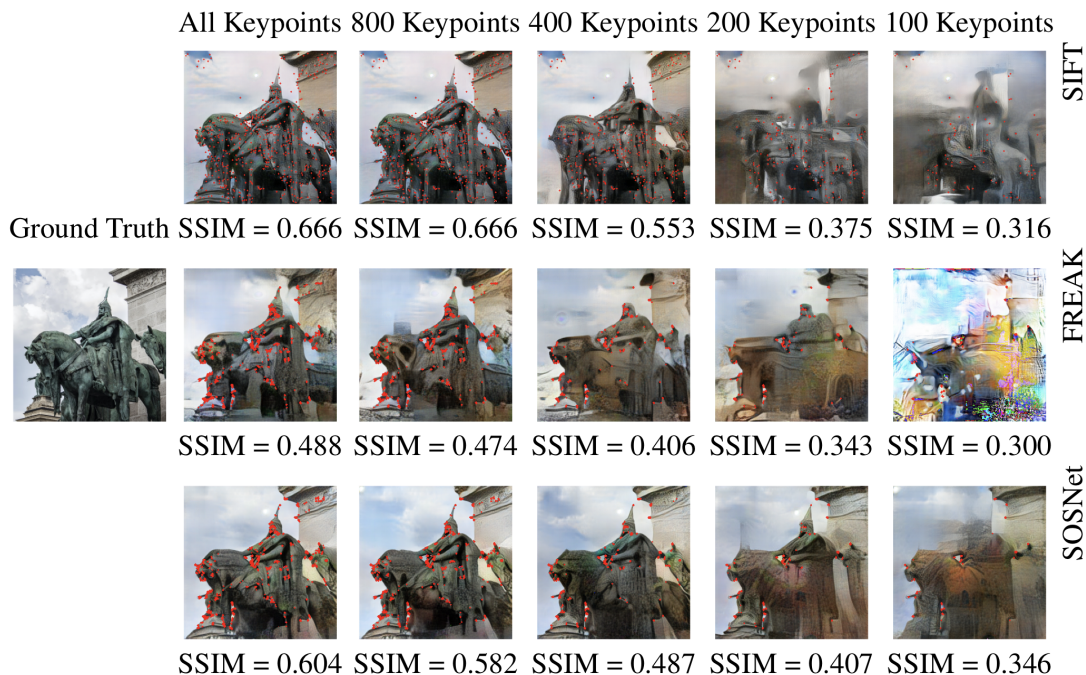 All Keypoints 800 Keypoints 400 Keypoints 200 Keypoints 100 Keypoints
SIFT
Ground Truth SSIM = 0.666 SSIM = 0.666 SSIM = 0.553 SSIM = 0.375 SSIM = 0.316
FREAK
SSIM = 0.488 SSIM = 0.474 SSIM = 0.406 SSIM = 0.343 SSIM = 0.300
SOSNet
SSIM = 0.604 SSIM = 0.582 SSIM = 0.487 SSIM = 0.407 SSIM = 0.346